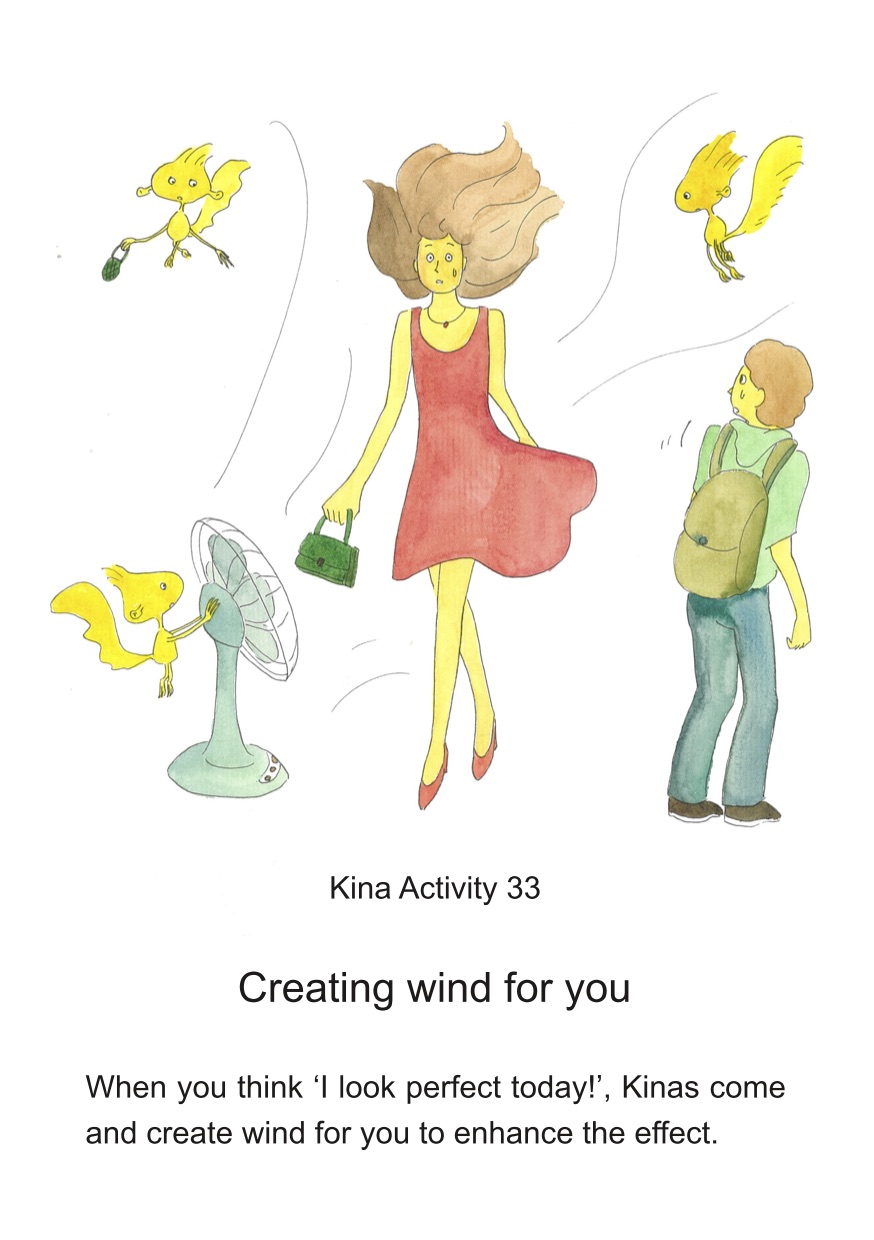 Kina Activity 33
Creating wind for you
When you think ‘I look perfect today!’, Kinas come
and create wind for you to enhance the effect.